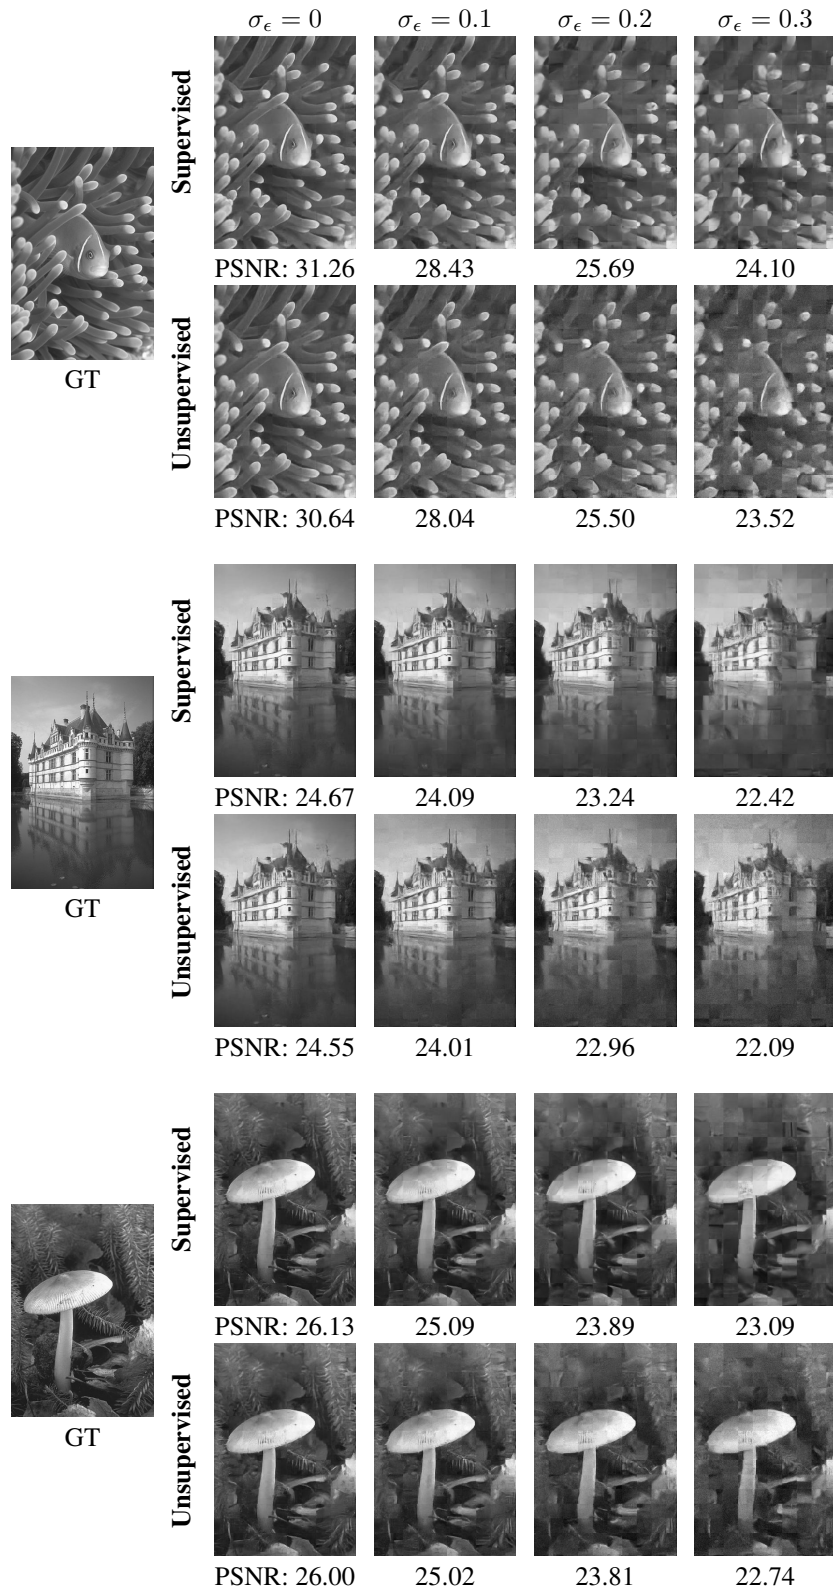 σ_ϵ = 0 σ_ϵ = 0.1 σ_ϵ = 0.2 σ_ϵ = 0.3
Supervised
PSNR: 31.26 28.43 25.69 24.10
GT
Unsupervised
PSNR: 30.64 28.04 25.50 23.52
Supervised
PSNR: 24.67 24.09 23.24 22.42
GT
Unsupervised
PSNR: 24.55 24.01 22.96 22.09
Supervised
PSNR: 26.13 25.09 23.89 23.09
GT
Unsupervised
PSNR: 26.00 25.02 23.81 22.74